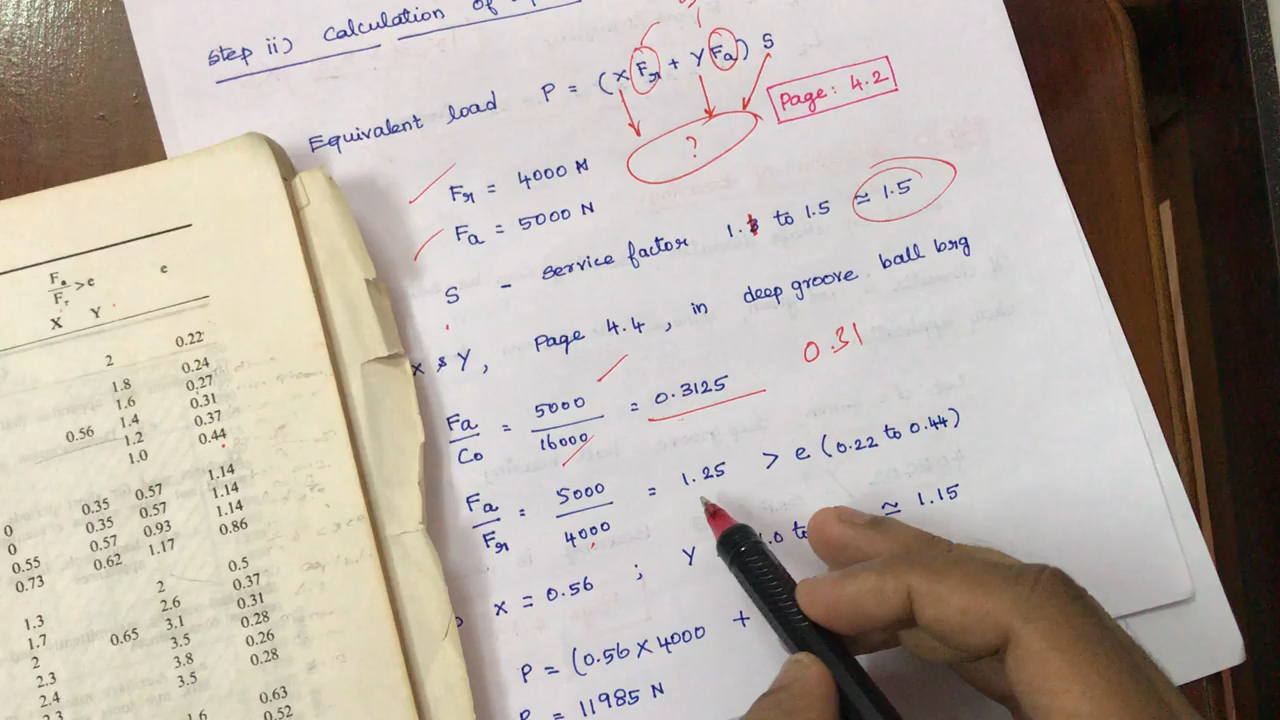 Step ii) Calculation of
Equivalent load P = (X Fr + Y Fa) S
Page: 4.2
?
Fr = 4000 N
Fa = 5000 N
S - Service factor 1. to 1.5 ≃ 1.5
X & Y, Page 4.4, in deep groove ball brg
Fa/Co = 5000/16000 = 0.3125
0.31
Fa/Fr = 5000/4000 = 1.25 > e (0.22 to 0.44)
X = 0.56 ; Y 1.0 to ≃ 1.15
P = (0.56 X 4000 +
P = 11985 N
Fa/Fr >e e
X Y
2 0.22
1.8 0.24
1.6 0.27
0.56 1.4 0.31
1.2 0.37
1.0 0.44
0 0.35 0.57 1.14
0 0.35 0.57 1.14
0.55 0.57 0.93 1.14
0.73 0.62 1.17 0.86
2 0.5
1.3 2.6 0.37
1.7 3.1 0.31
2 0.65 3.5 0.28
2.3 3.8 0.26
2.4 3.5 0.28
2.3 1.6 0.63
0.52